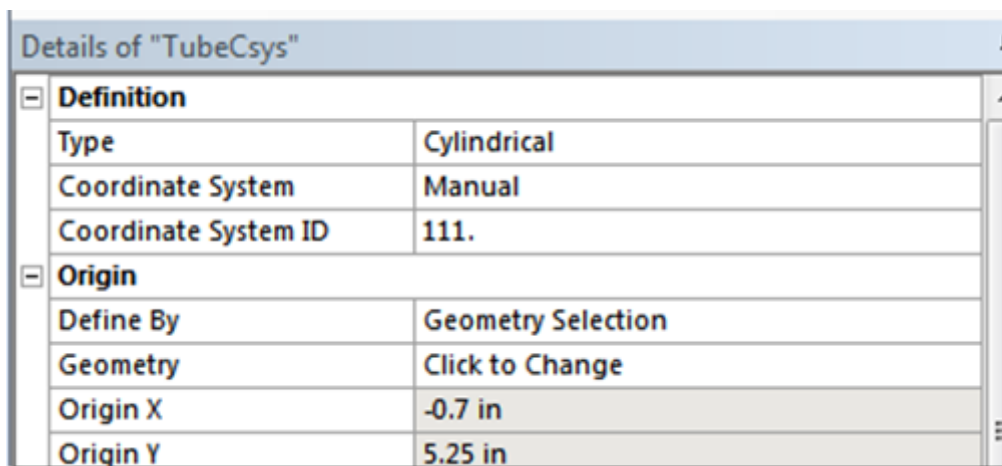 Details of "TubeCsys"
Definition
Type Cylindrical
Coordinate System Manual
Coordinate System ID 111.
Origin
Define By Geometry Selection
Geometry Click to Change
Origin X -0.7 in
Origin Y 5.25 in